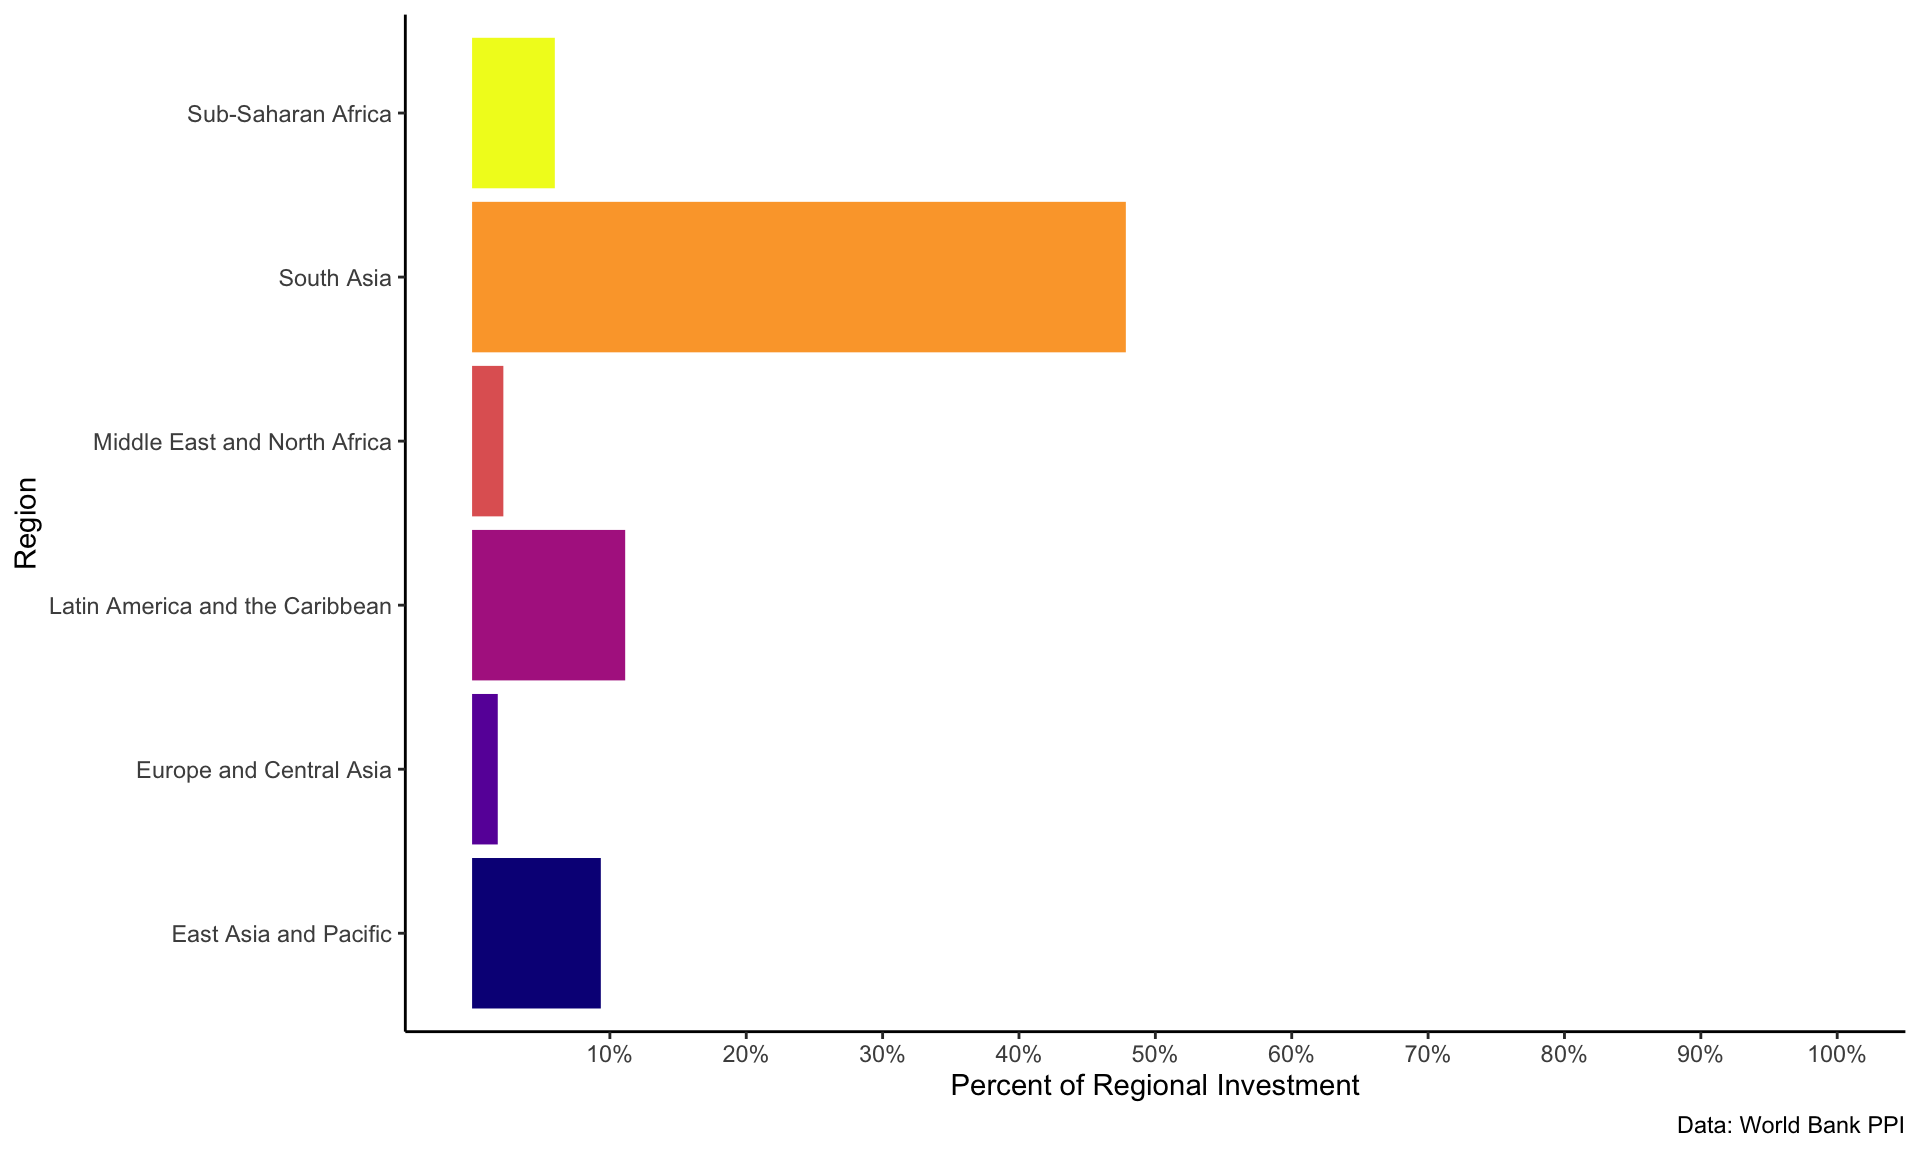 Sub-Saharan Africa
South Asia
Middle East and North Africa
Latin America and the Caribbean
Europe and Central Asia
East Asia and Pacific
Region
10% 20% 30% 40% 50% 60% 70% 80% 90% 100%
Percent of Regional Investment
Data: World Bank PPI